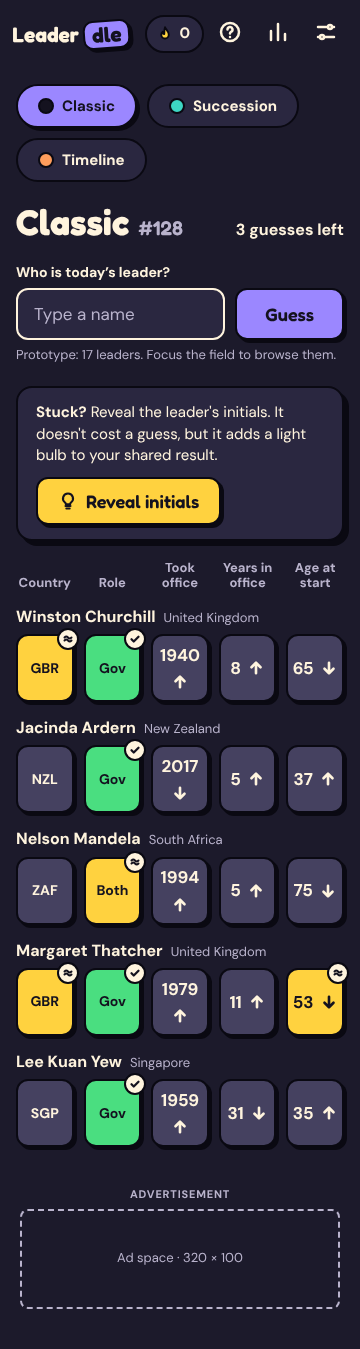 Leader dle 0
Classic Succession
Timeline
Classic #128 3 guesses left
Who is today's leader?
Type a name Guess
Prototype: 17 leaders. Focus the field to browse them.
Stuck? Reveal the leader's initials. It
doesn't cost a guess, but it adds a light
bulb to your shared result.
Reveal initials
Country Role Took office Years in office Age at start
Winston Churchill United Kingdom
GBR ≈ Gov ✓ 1940 ↑ 8 ↑ 65 ↓
Jacinda Ardern New Zealand
NZL Gov ✓ 2017 ↓ 5 ↑ 37 ↑
Nelson Mandela South Africa
ZAF Both ≈ 1994 ↑ 5 ↑ 75 ↓
Margaret Thatcher United Kingdom
GBR ≈ Gov ✓ 1979 ↑ 11 ↑ 53 ↓ ≈
Lee Kuan Yew Singapore
SGP Gov ✓ 1959 ↑ 31 ↓ 35 ↑
ADVERTISEMENT
Ad space · 320 × 100